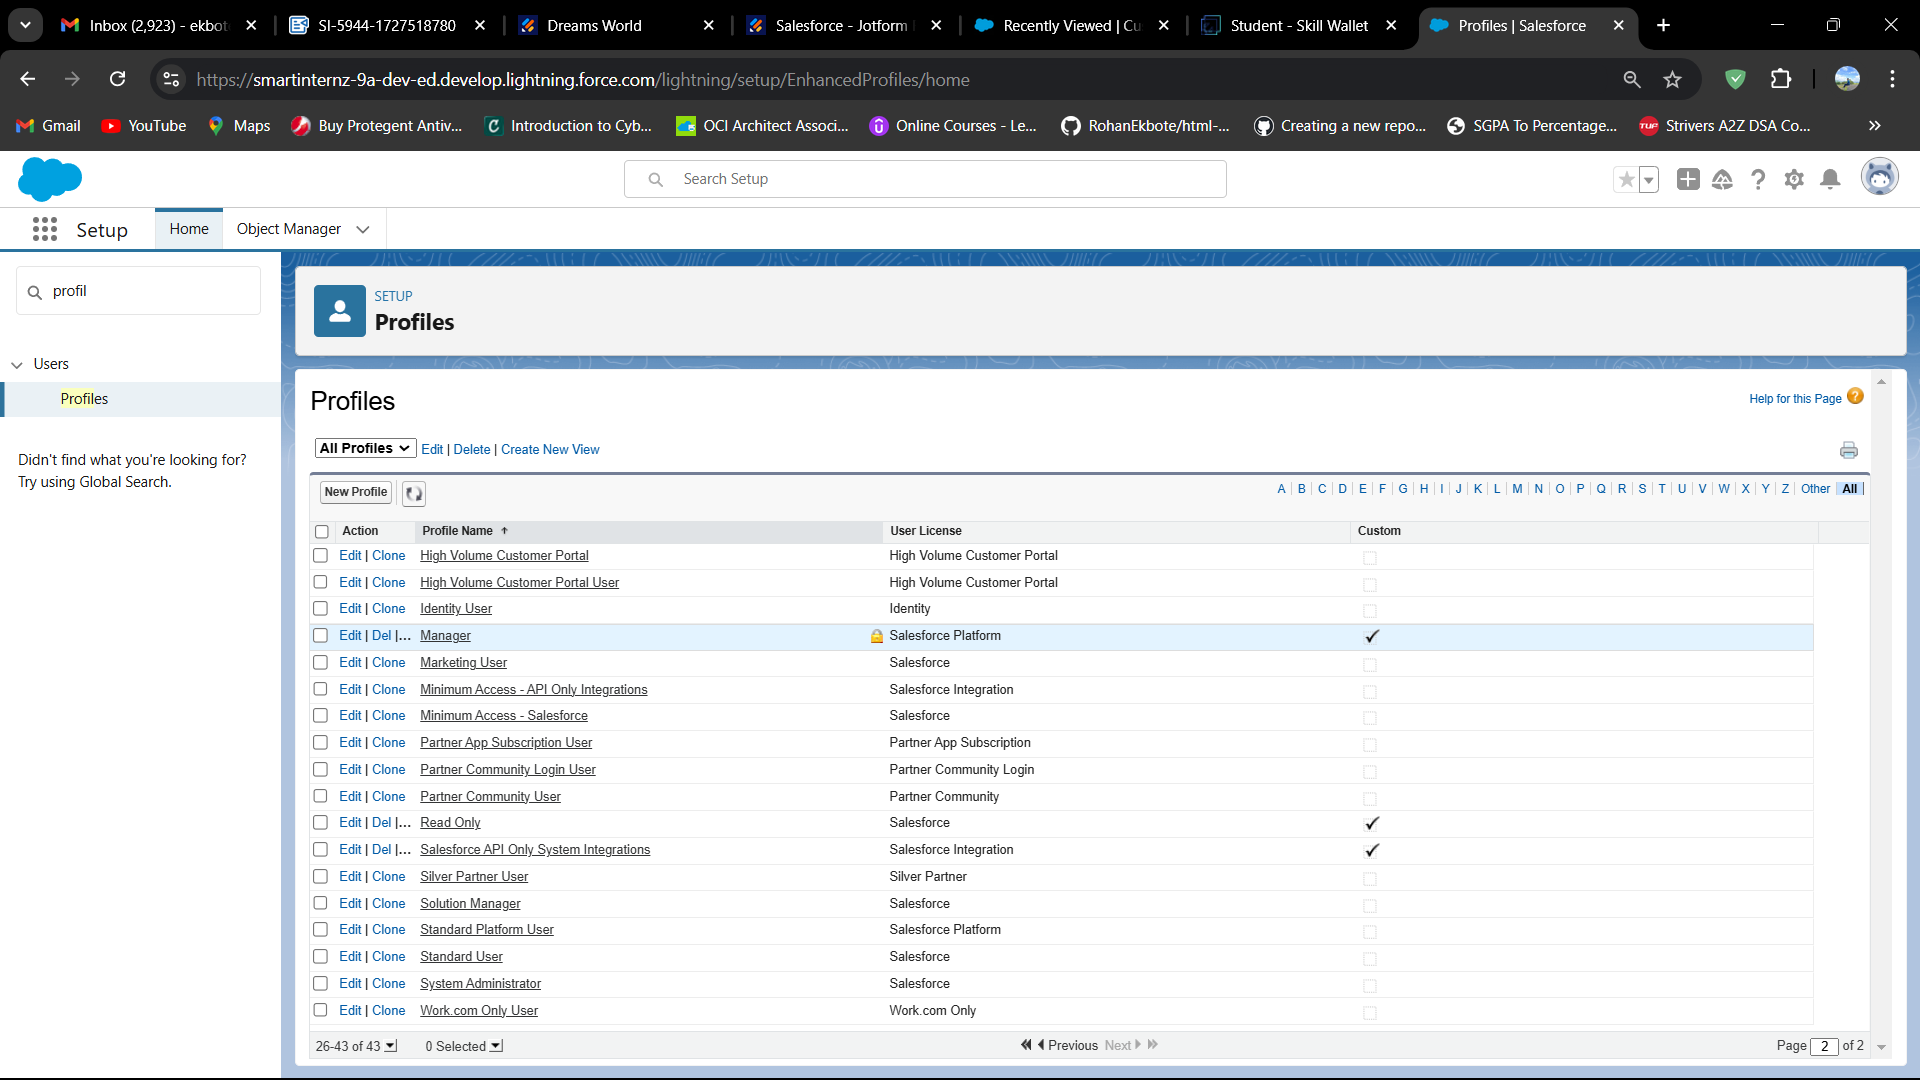 Inbox (2,923) - ekbot
SI-5944-1727518780
Dreams World
Salesforce - Jotform
Recently Viewed | Cu
Student - Skill Wallet
Profiles | Salesforce
https://smartinternz-9a-dev-ed.develop.lightning.force.com/lightning/setup/EnhancedProfiles/home
Gmail
YouTube
Maps
Buy Protegent Antiv...
Introduction to Cyb...
OCI Architect Associ...
Online Courses - Le...
RohanEkbote/html-...
Creating a new repo...
SGPA To Percentage...
Strivers A2Z DSA Co...
Search Setup
Setup
Home
Object Manager
profil
Users
Profiles
Didn't find what you're looking for?
Try using Global Search.
SETUP
Profiles
Profiles
Help for this Page ?
All Profiles Edit | Delete | Create New View
New Profile
A | B | C | D | E | F | G | H | I | J | K | L | M | N | O | P | Q | R | S | T | U | V | W | X | Y | Z | Other | All
Action Profile Name User License Custom
Edit | Clone High Volume Customer Portal High Volume Customer Portal
Edit | Clone High Volume Customer Portal User High Volume Customer Portal
Edit | Clone Identity User Identity
Edit | Del |... Manager Salesforce Platform
Edit | Clone Marketing User Salesforce
Edit | Clone Minimum Access - API Only Integrations Salesforce Integration
Edit | Clone Minimum Access - Salesforce Salesforce
Edit | Clone Partner App Subscription User Partner App Subscription
Edit | Clone Partner Community Login User Partner Community Login
Edit | Clone Partner Community User Partner Community
Edit | Del |... Read Only Salesforce
Edit | Del |... Salesforce API Only System Integrations Salesforce Integration
Edit | Clone Silver Partner User Silver Partner
Edit | Clone Solution Manager Salesforce
Edit | Clone Standard Platform User Salesforce Platform
Edit | Clone Standard User Salesforce
Edit | Clone System Administrator Salesforce
Edit | Clone Work.com Only User Work.com Only
26-43 of 43
0 Selected
Previous Next
Page 2 of 2